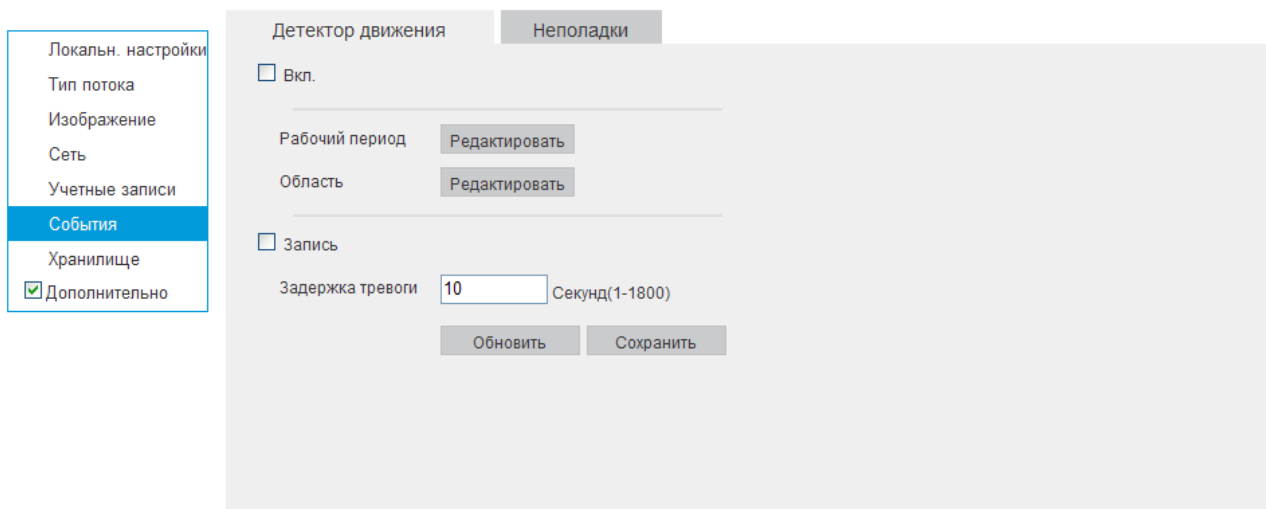 Локальн. настройки
Тип потока
Изображение
Сеть
Учетные записи
События
Хранилище
Дополнительно
Детектор движения
Неполадки
Вкл.
Рабочий период Редактировать
Область Редактировать
Запись
Задержка тревоги 10 Секунд(1-1800)
Обновить Сохранить